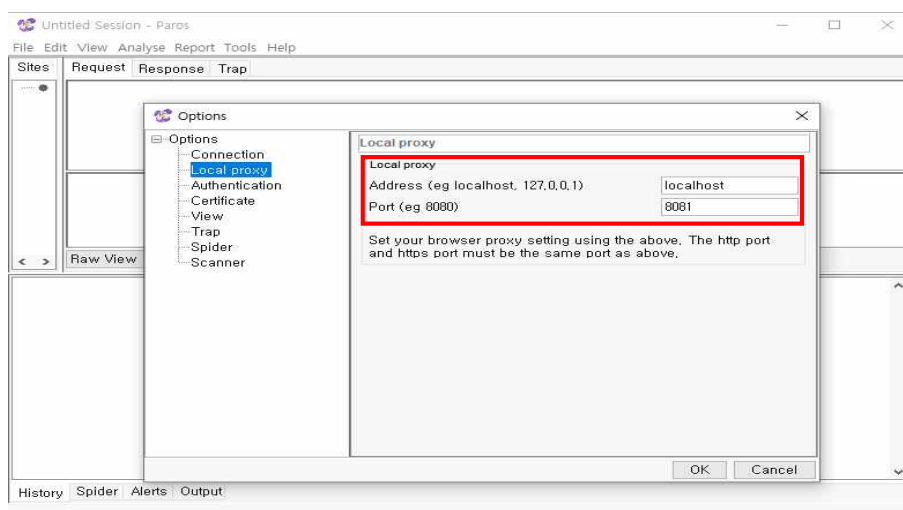 Untitled Session - Paros
File Edit View Analyse Report Tools Help
Sites Request Response Trap
Options
Options
Connection
Local proxy
Authentication
Certificate
View
Trap
Spider
Scanner
Local proxy
Local proxy
Address (eg localhost, 127,0,0,1) localhost
Port (eg 8080) 8081
Set your browser proxy setting using the above, The http port
and https port must be the same port as above,
Raw View
OK Cancel
History Spider Alerts Output